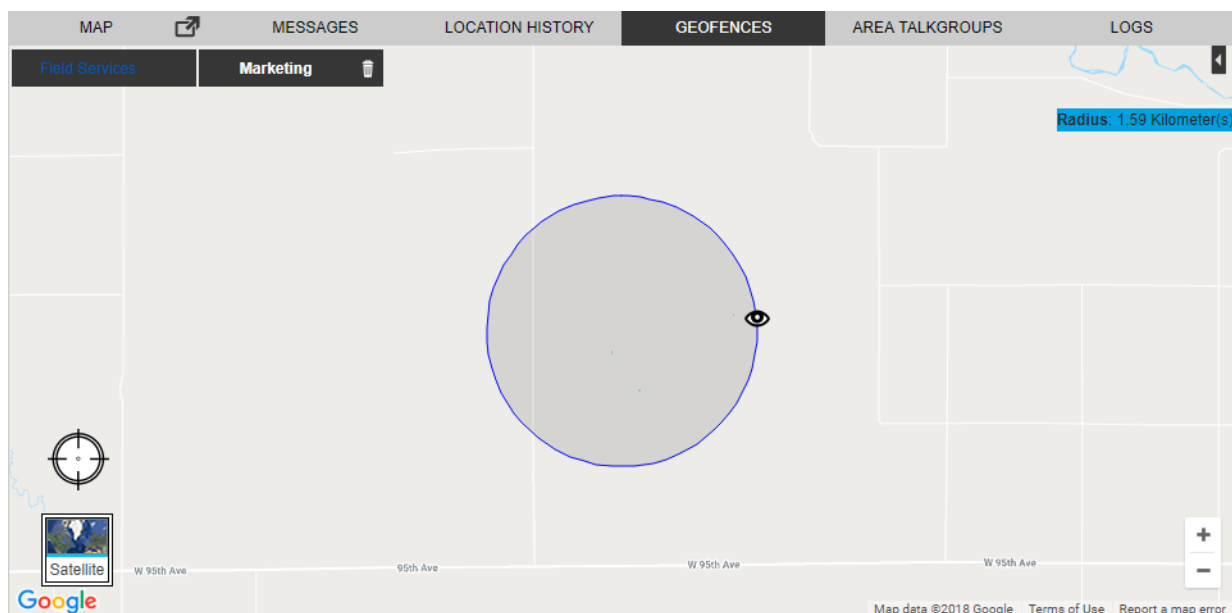 MAP MESSAGES LOCATION HISTORY GEOFENCES AREA TALKGROUPS LOGS
Field Services Marketing
Radius: 1.59 Kilometer(s)
Satellite
W 95th Ave 95th Ave W 95th Ave W 95th Ave
Google
Map data ©2018 Google Terms of Use Report a map error